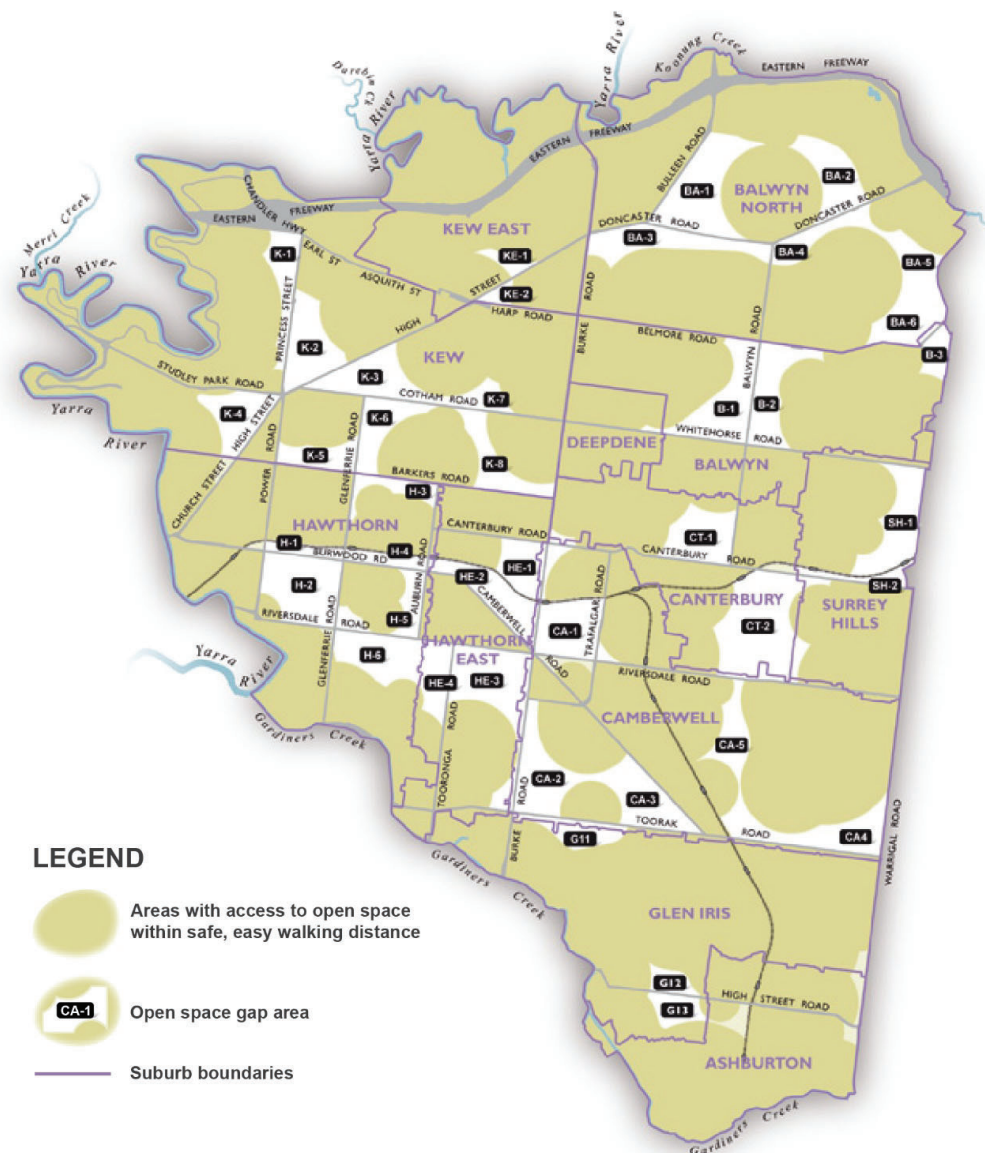 Yarra River
Koonung Creek
EASTERN FREEWAY
Darebin Ck
Yarra River
EASTERN FREEWAY
BULLEEN ROAD
BA-1
BA-2
BALWYN
NORTH
Merri Creek
CHANDLER HWY
EASTERN FREEWAY
KEW EAST
DONCASTER ROAD
DONCASTER ROAD
Yarra River
K-1
EARL ST
ASQUITH ST
KE-1
BA-3
BA-4
BA-5
KE-2
HIGH STREET
HARP ROAD
BURKE ROAD
BELMORE ROAD
BALWYN ROAD
BA-6
PRINCESS STREET
K-2
KEW
B-3
STUDLEY PARK ROAD
K-3
COTHAM ROAD
K-7
Yarra River
K-4
K-6
B-1
B-2
CHURCH STREET
HIGH STREET
POWER ROAD
GLENFERRIE ROAD
WHITEHORSE ROAD
DEEPDENE
K-5
K-8
BARKERS ROAD
BALWYN
H-3
HAWTHORN
CANTERBURY ROAD
SH-1
H-1
BURWOOD RD
H-4
CT-1
CANTERBURY ROAD
HE-1
HE-2
AUBURN ROAD
CAMBERWELL ROAD
TRAFALGAR ROAD
SH-2
H-2
CANTERBURY
SURREY
HILLS
RIVERSDALE ROAD
H-5
CA-1
CT-2
HAWTHORN
EAST
Yarra River
GLENFERRIE ROAD
H-6
RIVERSDALE ROAD
HE-4
HE-3
CAMBERWELL
Gardiners Creek
TOORONGA ROAD
CA-5
CA-2
CA-3
BURKE ROAD
TOORAK ROAD
CA4
WARRIGAL ROAD
G11
Gardiners Creek
GLEN IRIS
G12
HIGH STREET ROAD
G13
ASHBURTON
Gardiners Creek
LEGEND
Areas with access to open space
within safe, easy walking distance
CA-1
Open space gap area
Suburb boundaries